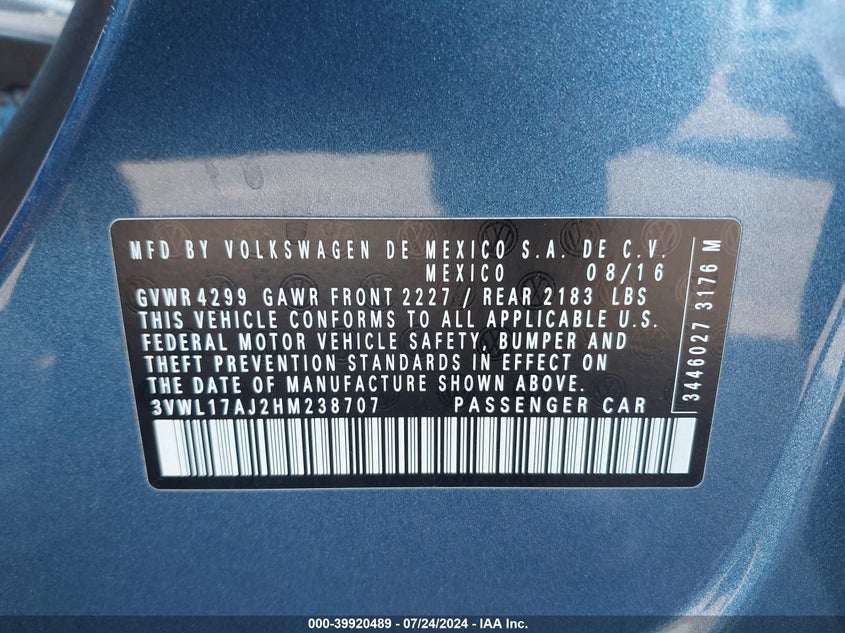 MFD BY VOLKSWAGEN DE MEXICO S.A. DE C.V.
MEXICO 08/16
GVWR 4299 GAWR FRONT 2227 / REAR 2183 LBS
THIS VEHICLE CONFORMS TO ALL APPLICABLE U.S.
FEDERAL MOTOR VEHICLE SAFETY, BUMPER AND
THEFT PREVENTION STANDARDS IN EFFECT ON
THE DATE OF MANUFACTURE SHOWN ABOVE.
3VWL17AJ2HM238707 PASSENGER CAR
3446027 3176 M
000-39920489 - 07/24/2024 - IAA Inc.